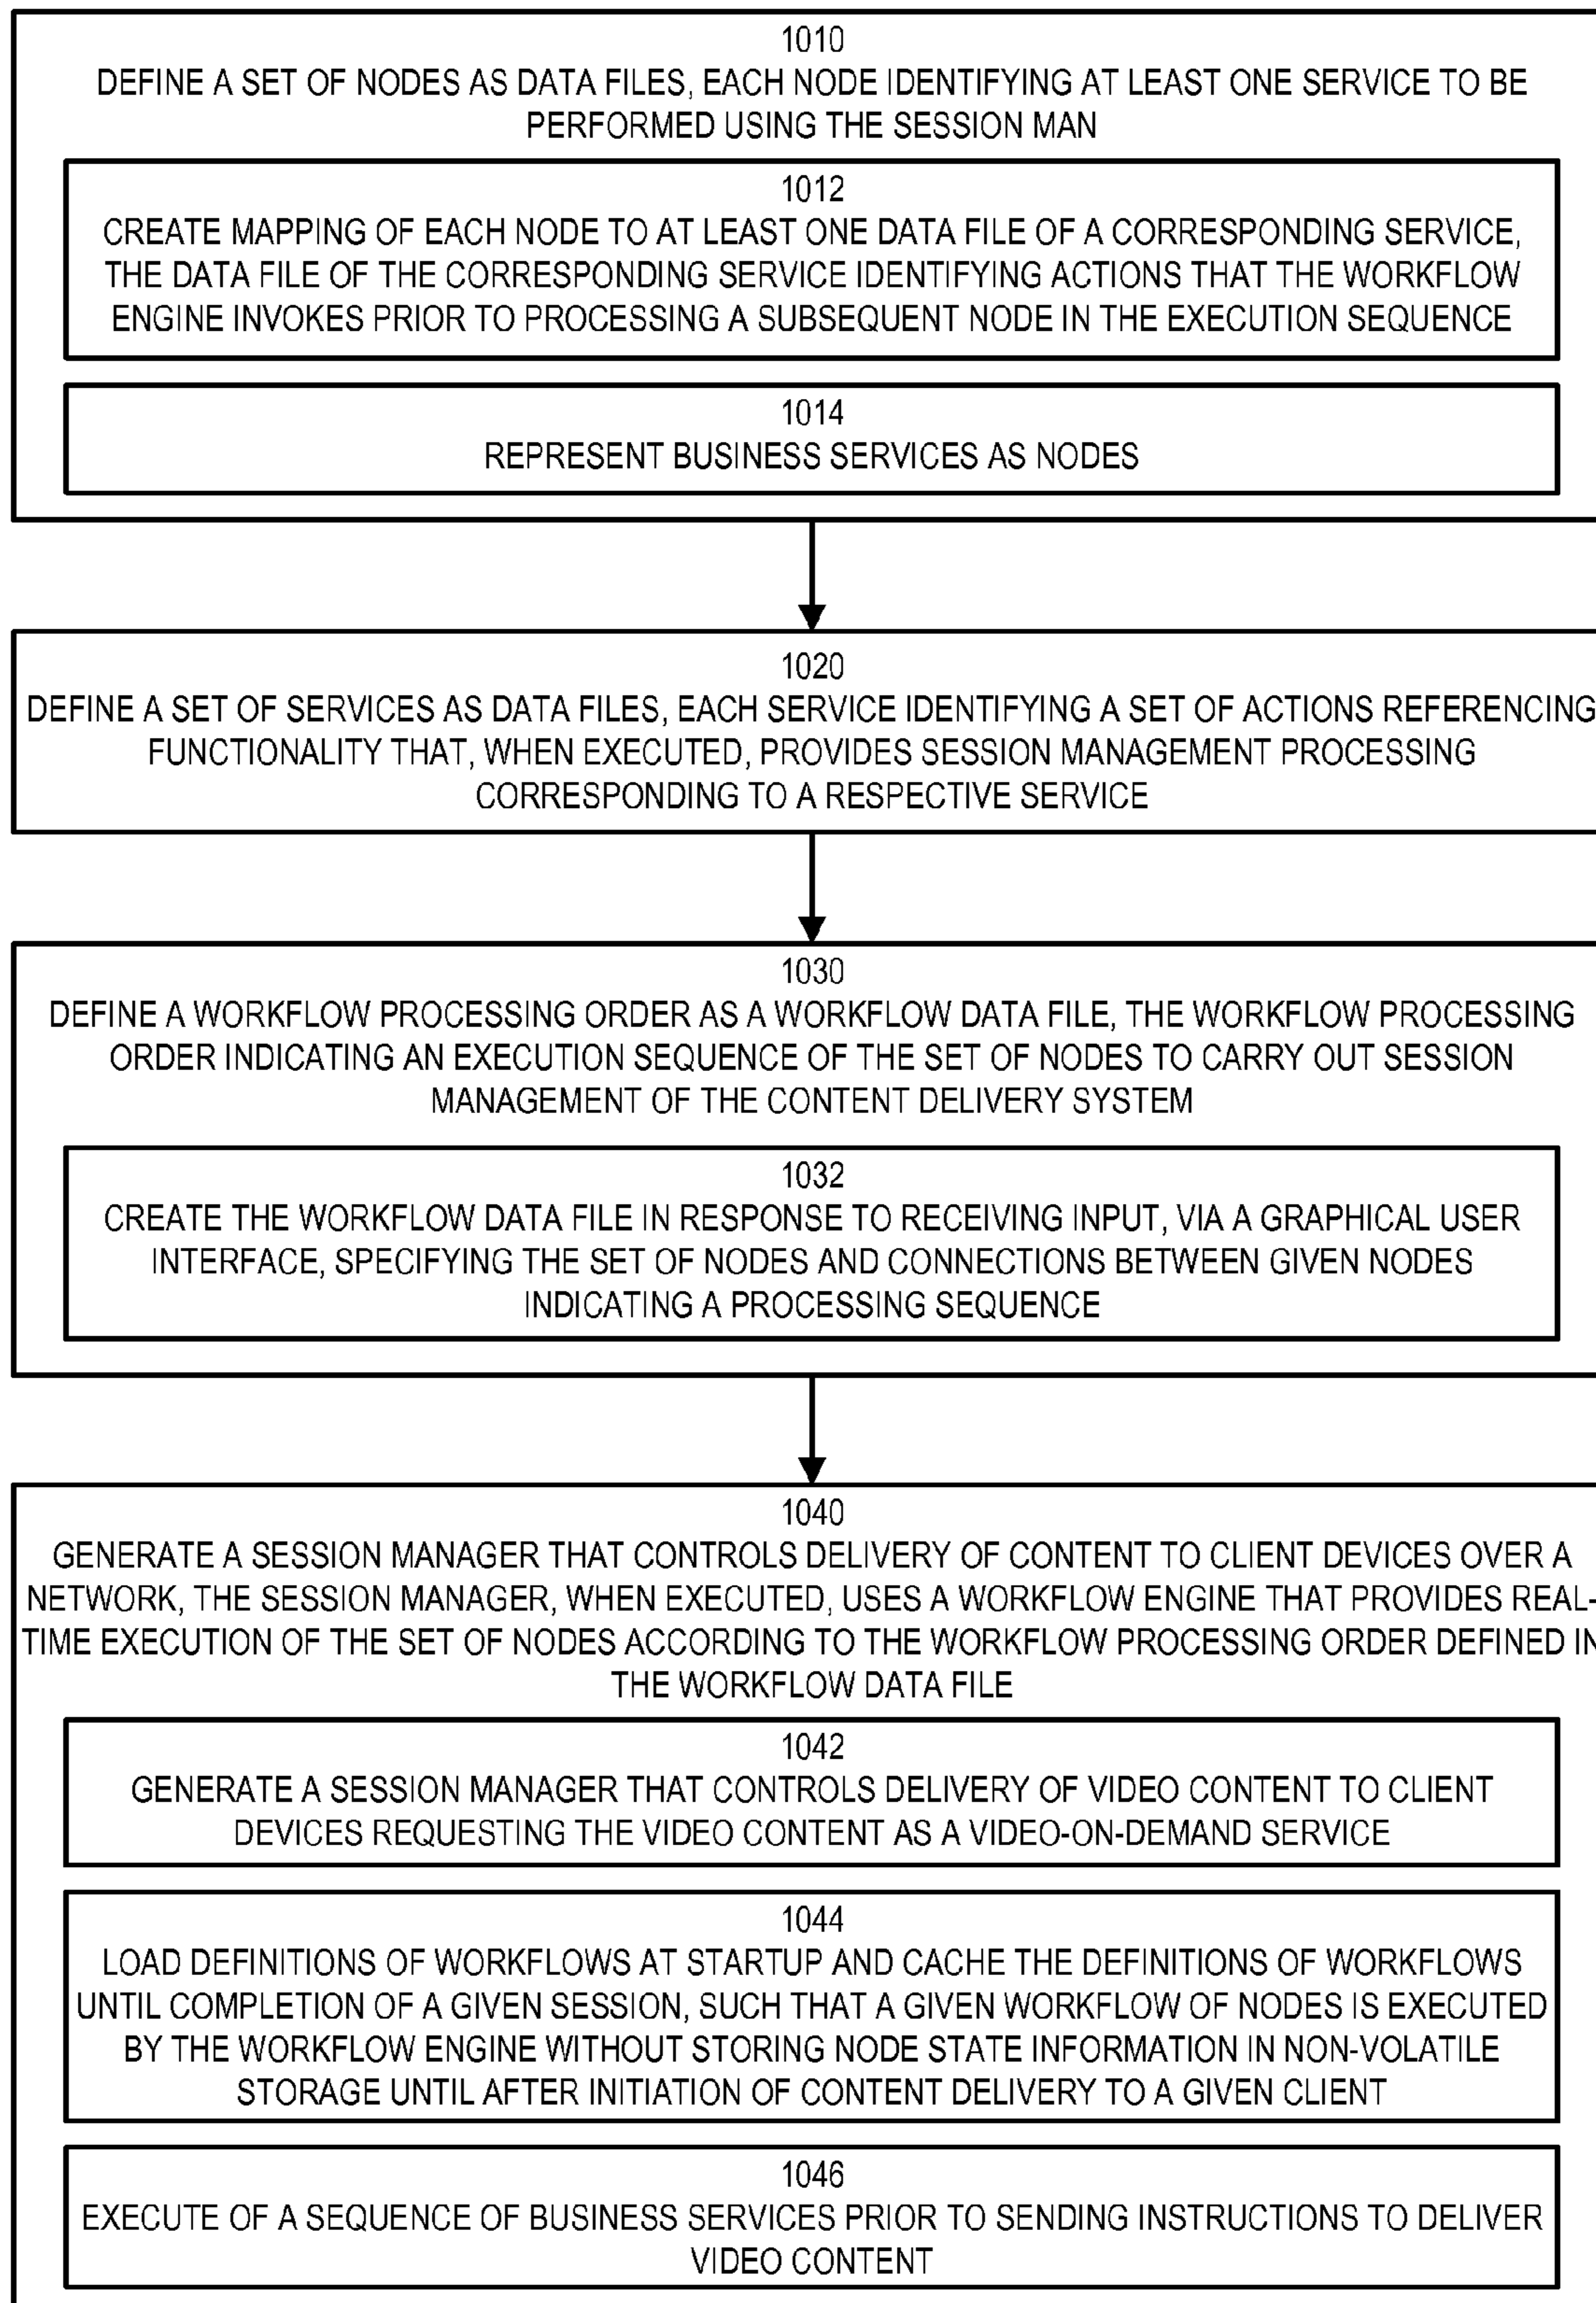 1010
DEFINE A SET OF NODES AS DATA FILES, EACH NODE IDENTIFYING AT LEAST ONE SERVICE TO BE
PERFORMED USING THE SESSION MAN
1012
CREATE MAPPING OF EACH NODE TO AT LEAST ONE DATA FILE OF A CORRESPONDING SERVICE,
THE DATA FILE OF THE CORRESPONDING SERVICE IDENTIFYING ACTIONS THAT THE WORKFLOW
ENGINE INVOKES PRIOR TO PROCESSING A SUBSEQUENT NODE IN THE EXECUTION SEQUENCE
1014
REPRESENT BUSINESS SERVICES AS NODES
1020
DEFINE A SET OF SERVICES AS DATA FILES, EACH SERVICE IDENTIFYING A SET OF ACTIONS REFERENCING
FUNCTIONALITY THAT, WHEN EXECUTED, PROVIDES SESSION MANAGEMENT PROCESSING
CORRESPONDING TO A RESPECTIVE SERVICE
1030
DEFINE A WORKFLOW PROCESSING ORDER AS A WORKFLOW DATA FILE, THE WORKFLOW PROCESSING
ORDER INDICATING AN EXECUTION SEQUENCE OF THE SET OF NODES TO CARRY OUT SESSION
MANAGEMENT OF THE CONTENT DELIVERY SYSTEM
1032
CREATE THE WORKFLOW DATA FILE IN RESPONSE TO RECEIVING INPUT, VIA A GRAPHICAL USER
INTERFACE, SPECIFYING THE SET OF NODES AND CONNECTIONS BETWEEN GIVEN NODES
INDICATING A PROCESSING SEQUENCE
1040
GENERATE A SESSION MANAGER THAT CONTROLS DELIVERY OF CONTENT TO CLIENT DEVICES OVER A
NETWORK, THE SESSION MANAGER, WHEN EXECUTED, USES A WORKFLOW ENGINE THAT PROVIDES REAL-
TIME EXECUTION OF THE SET OF NODES ACCORDING TO THE WORKFLOW PROCESSING ORDER DEFINED IN
THE WORKFLOW DATA FILE
1042
GENERATE A SESSION MANAGER THAT CONTROLS DELIVERY OF VIDEO CONTENT TO CLIENT
DEVICES REQUESTING THE VIDEO CONTENT AS A VIDEO-ON-DEMAND SERVICE
1044
LOAD DEFINITIONS OF WORKFLOWS AT STARTUP AND CACHE THE DEFINITIONS OF WORKFLOWS
UNTIL COMPLETION OF A GIVEN SESSION, SUCH THAT A GIVEN WORKFLOW OF NODES IS EXECUTED
BY THE WORKFLOW ENGINE WITHOUT STORING NODE STATE INFORMATION IN NON-VOLATILE
STORAGE UNTIL AFTER INITIATION OF CONTENT DELIVERY TO A GIVEN CLIENT
1046
EXECUTE OF A SEQUENCE OF BUSINESS SERVICES PRIOR TO SENDING INSTRUCTIONS TO DELIVER
VIDEO CONTENT